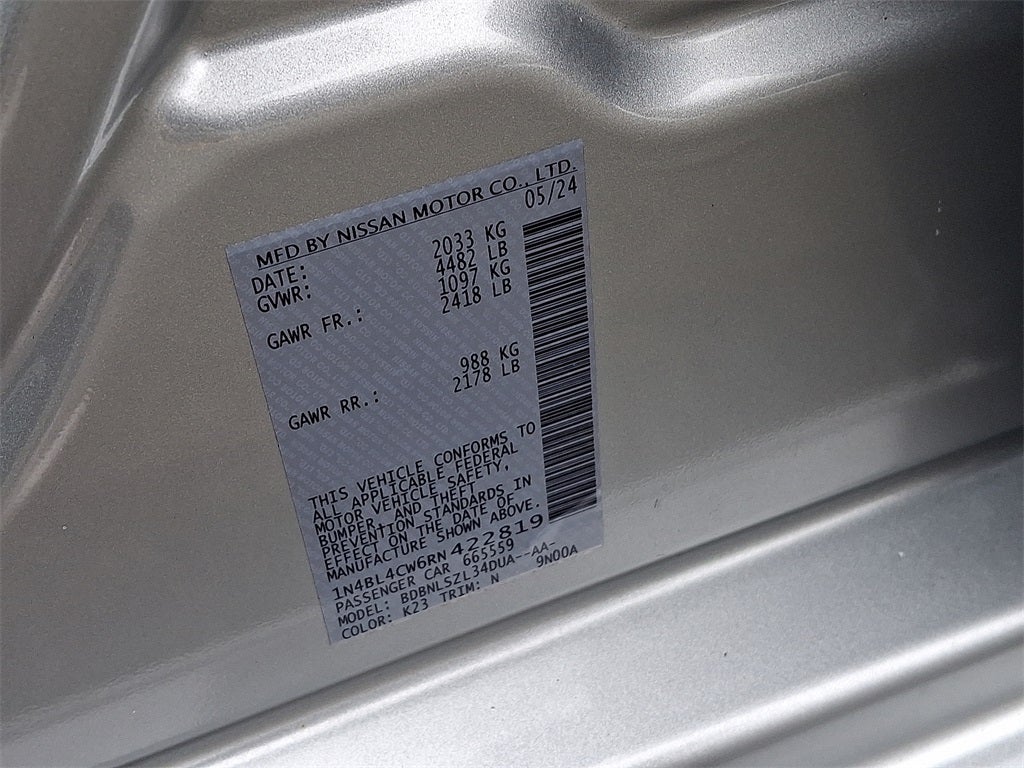 MFD BY NISSAN MOTOR CO., LTD.
DATE: 05/24
GVWR: 2033 KG
4482 LB
GAWR FR.: 1097 KG
2418 LB
GAWR RR.: 988 KG
2178 LB
THIS VEHICLE CONFORMS TO
ALL APPLICABLE FEDERAL
MOTOR VEHICLE SAFETY,
BUMPER, AND THEFT
PREVENTION STANDARDS IN
EFFECT ON THE DATE OF
MANUFACTURE SHOWN ABOVE.
1N4BL4CW6RN422819
PASSENGER CAR 665559
MODEL: BDBNLSZL34DUA--AA-
COLOR: K23 TRIM: N 9N00A